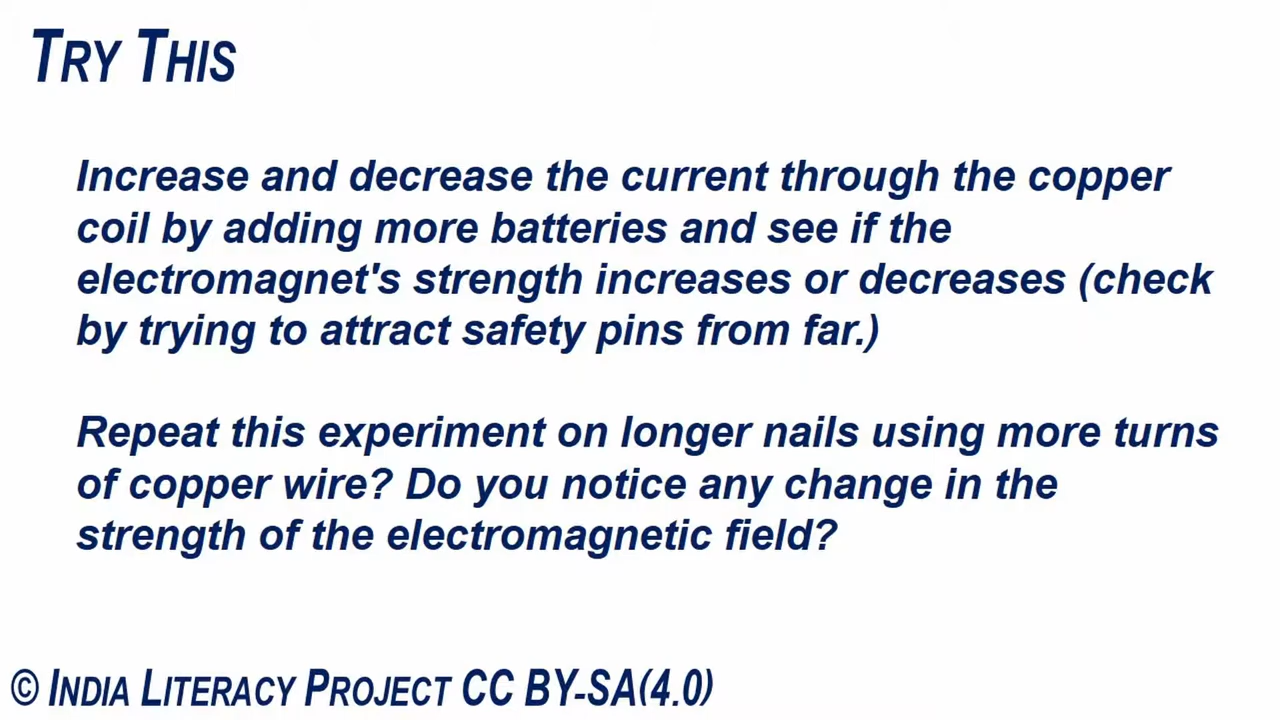 TRY THIS
Increase and decrease the current through the copper
coil by adding more batteries and see if the
electromagnet's strength increases or decreases (check
by trying to attract safety pins from far.)
Repeat this experiment on longer nails using more turns
of copper wire? Do you notice any change in the
strength of the electromagnetic field?
© INDIA LITERACY PROJECT CC BY-SA(4.0)